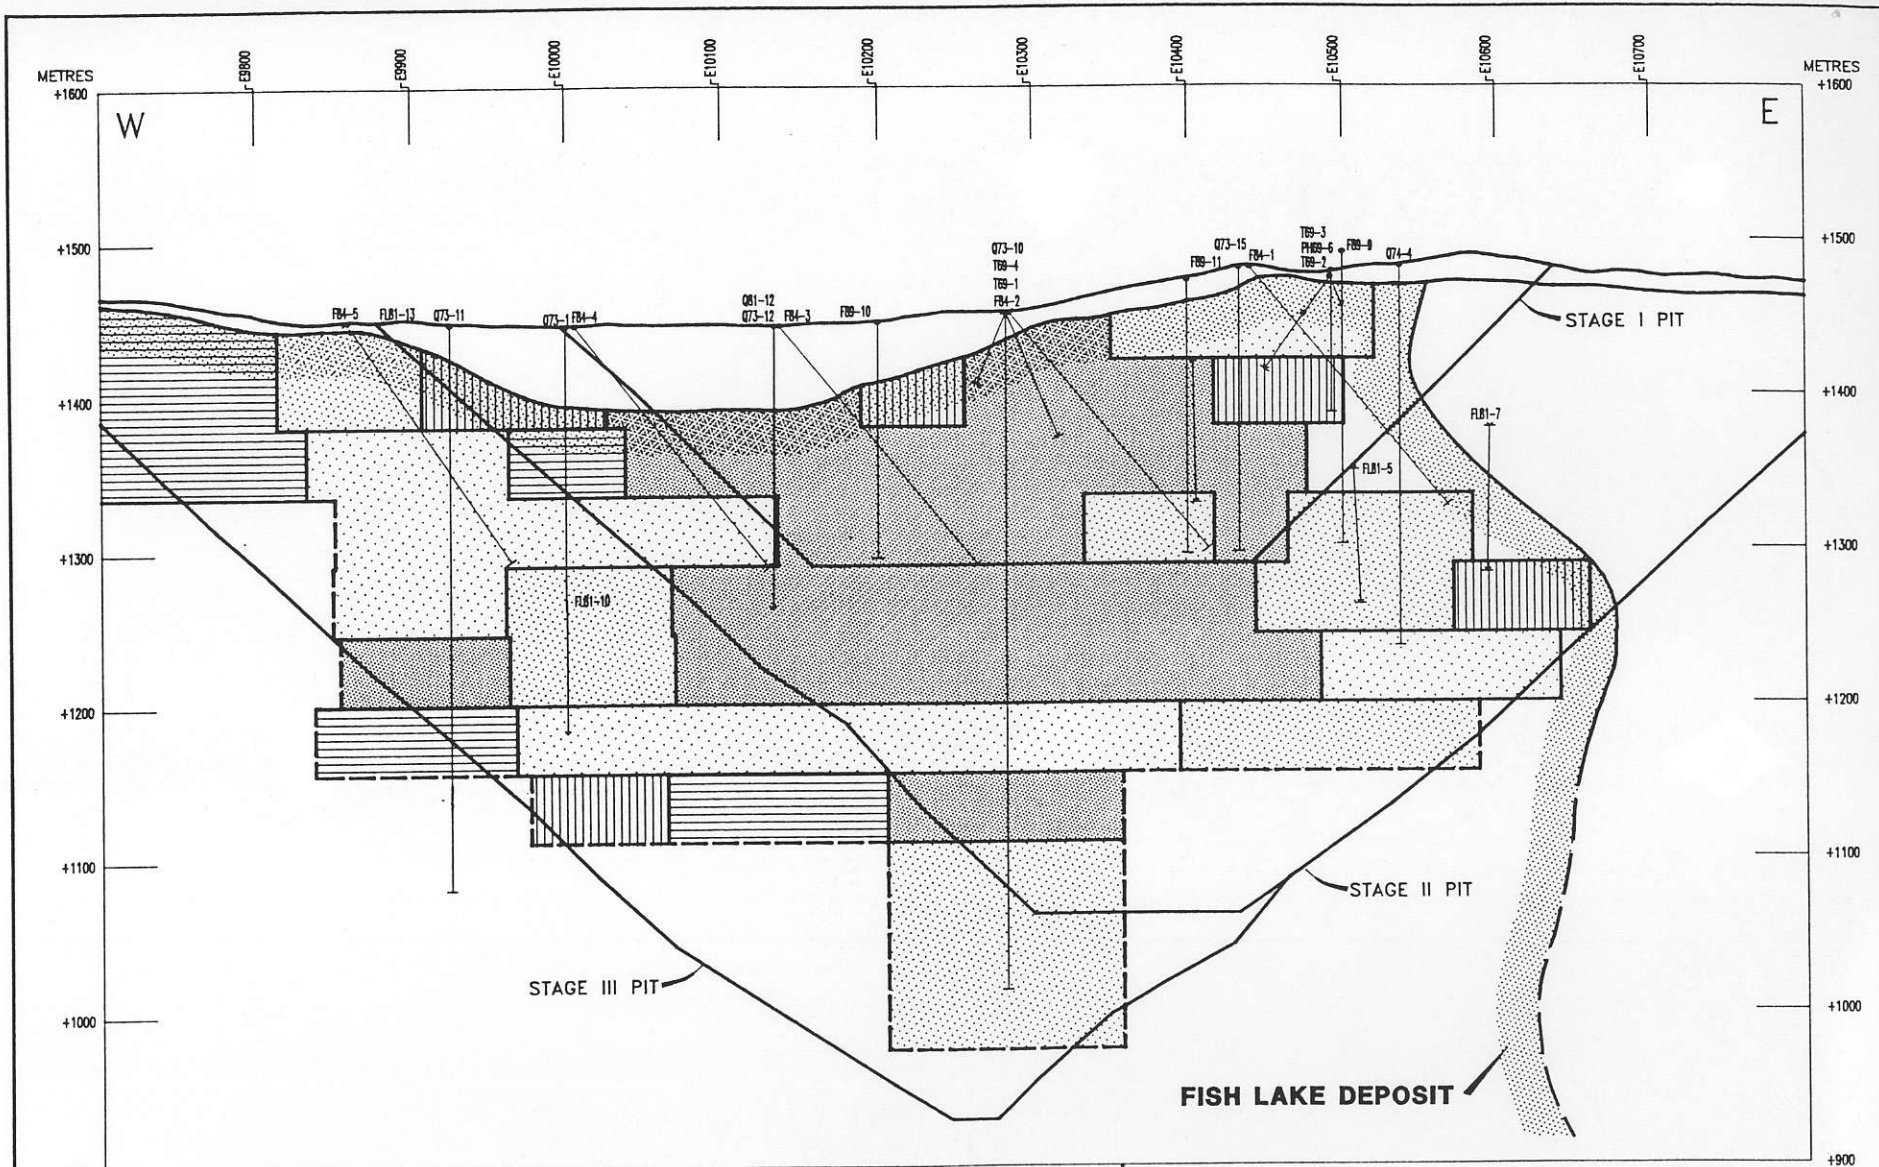 E9800 E9900 E10000 E10100 E10200 E10300 E10400 E10500 E10600 E10700
METRES METRES
+1600 +1600
W E
T69-3
Q73-10 Q73-15 PH69-6 F89-9
+1500 T69-4 F89-11 F84-1 T69-2 Q74-4 +1500
T69-1
Q81-12 F84-2
F84-5 FL81-13 Q73-11 Q73-1 F84-4 Q73-12 F84-3 F89-10
STAGE I PIT
+1400 +1400
FL81-7
FL81-5
+1300 +1300
FL81-10
+1200 +1200
+1100 +1100
STAGE II PIT
STAGE III PIT
+1000 +1000
FISH LAKE DEPOSIT
+900